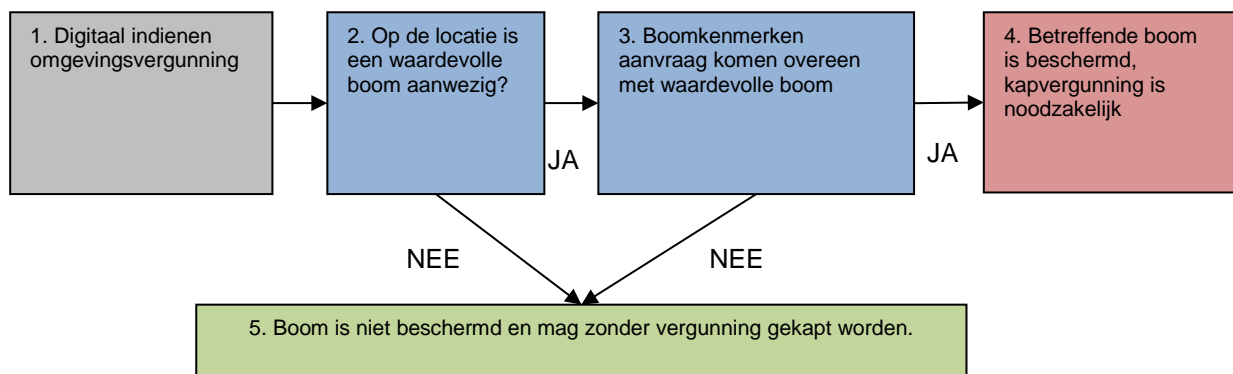 1. Digitaal indienen
omgevingsvergunning
2. Op de locatie is
een waardevolle
boom aanwezig?
JA
3. Boomkenmerken
aanvraag komen overeen
met waardevolle boom
JA
4. Betreffende boom
is beschermd,
kapvergunning is
noodzakelijk
NEE
NEE
5. Boom is niet beschermd en mag zonder vergunning gekapt worden.